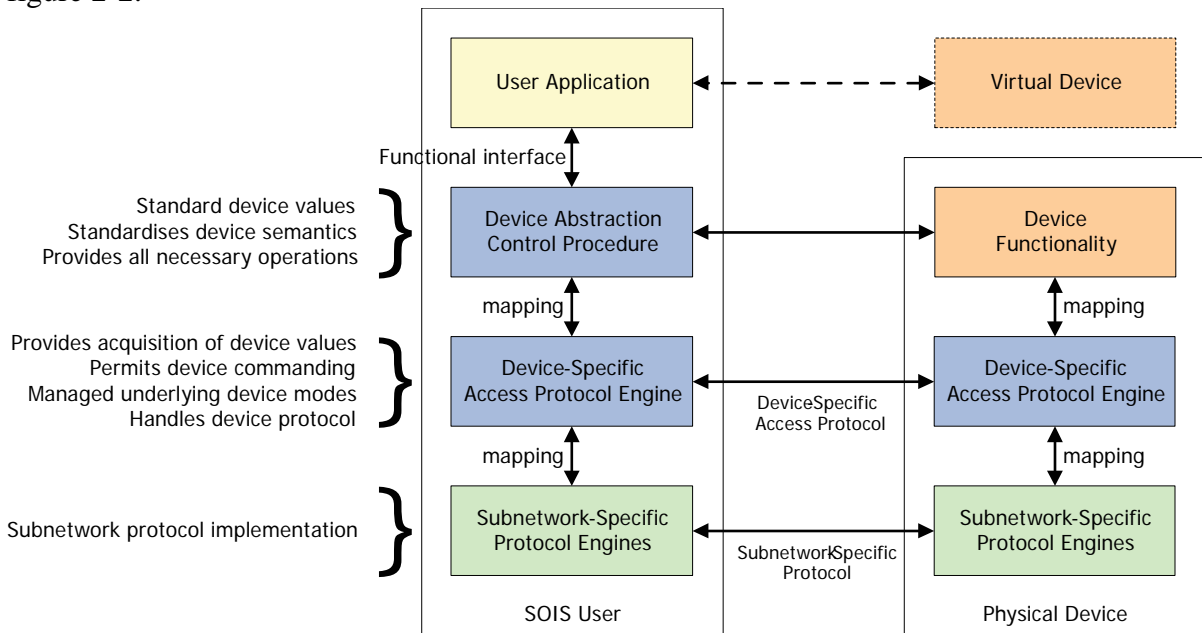 figure 2-2.
User Application
Virtual Device
Functional interface
Standard device values
Standardises device semantics
Provides all necessary operations
}
Device Abstraction
Control Procedure
Device
Functionality
mapping
mapping
Provides acquisition of device values
Permits device commanding
Managed underlying device modes
Handles device protocol
}
Device-Specific
Access Protocol Engine
DeviceSpecific
Access Protocol
Device-Specific
Access Protocol Engine
mapping
mapping
Subnetwork protocol implementation
}
Subnetwork-Specific
Protocol Engines
SubnetworkSpecific
Protocol
Subnetwork-Specific
Protocol Engines
SOIS User
Physical Device